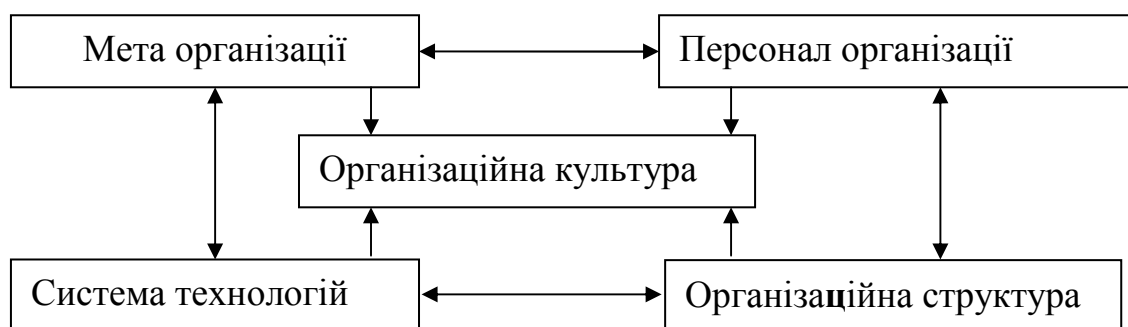 Мета організації
Персонал організації
Організаційна культура
Система технологій
Організаційна структура